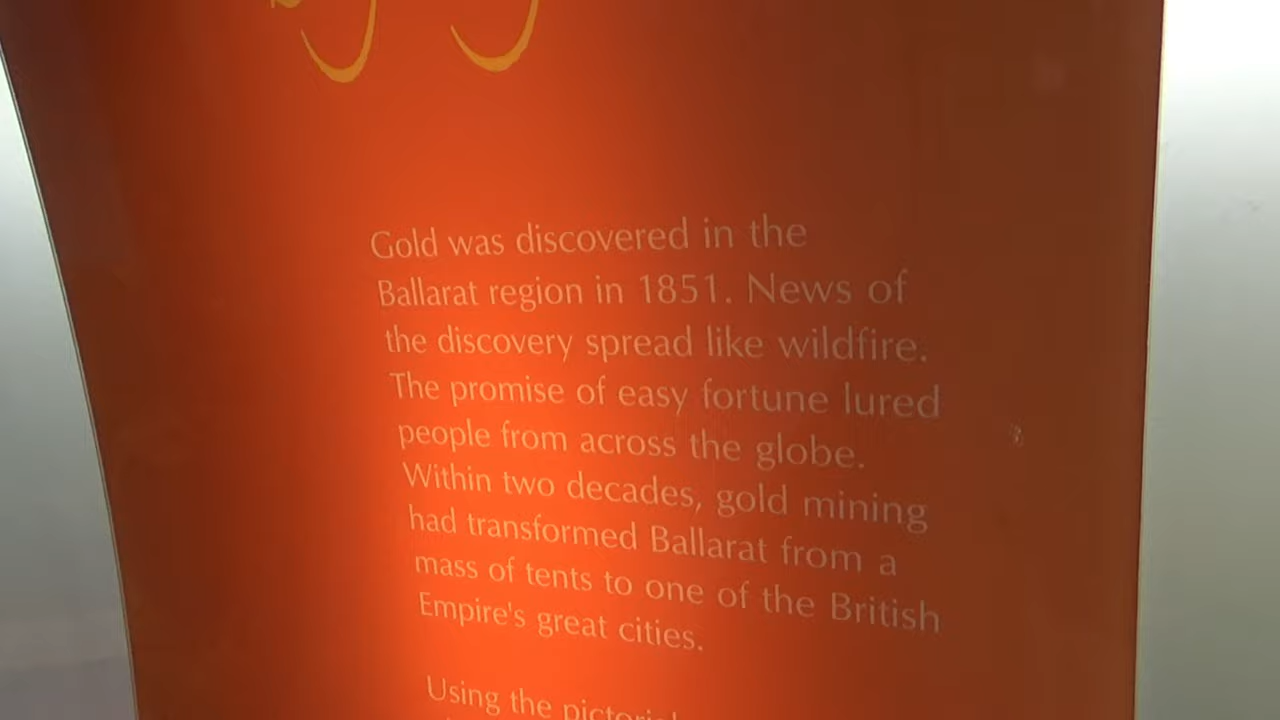 Gold was discovered in the
Ballarat region in 1851. News of
the discovery spread like wildfire.
The promise of easy fortune lured
people from across the globe.
Within two decades, gold mining
had transformed Ballarat from a
mass of tents to one of the British
Empire's great cities.
Using the pictorial